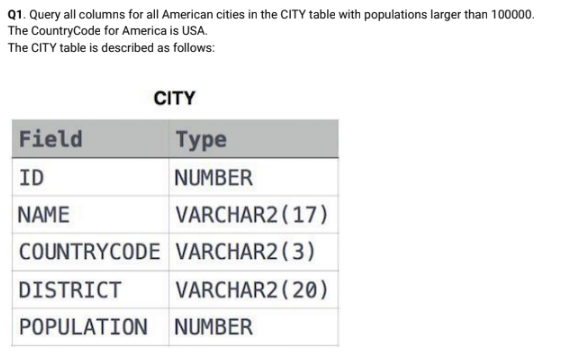 Q1. Query all columns for all American cities in the CITY table with populations larger than 100000.
The CountryCode for America is USA.
The CITY table is described as follows:
CITY
Field Type
ID NUMBER
NAME VARCHAR2(17)
COUNTRYCODE VARCHAR2(3)
DISTRICT VARCHAR2(20)
POPULATION NUMBER